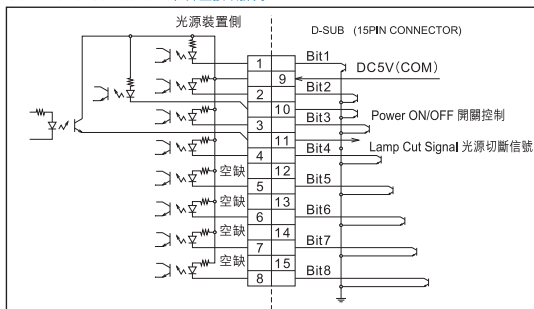 光源裝置側
D-SUB (15PIN CONNECTOR)
1
Bit1
9
DC5V(COM)
2
Bit2
10
Power ON/OFF 開關控制
3
Bit3
11
Lamp Cut Signal 光源切斷信號
4
Bit4
空缺
12
5
Bit5
空缺
13
6
Bit6
空缺
14
7
Bit7
空缺
15
8
Bit8